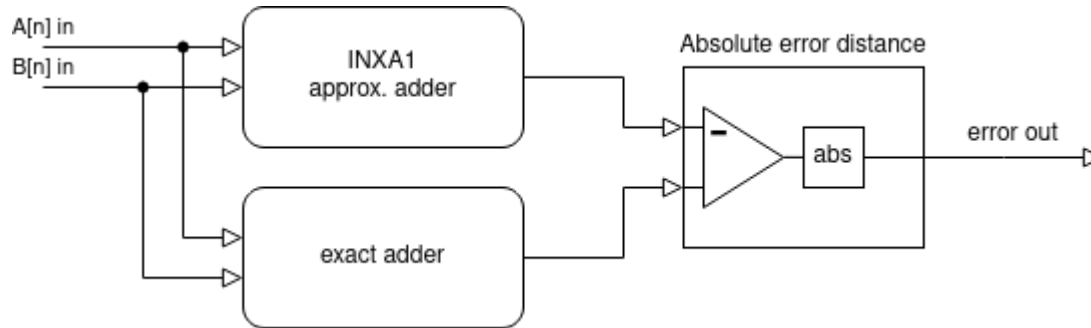 A[n] in
B[n] in
INXA1
approx. adder
exact adder
Absolute error distance
-
abs
error out